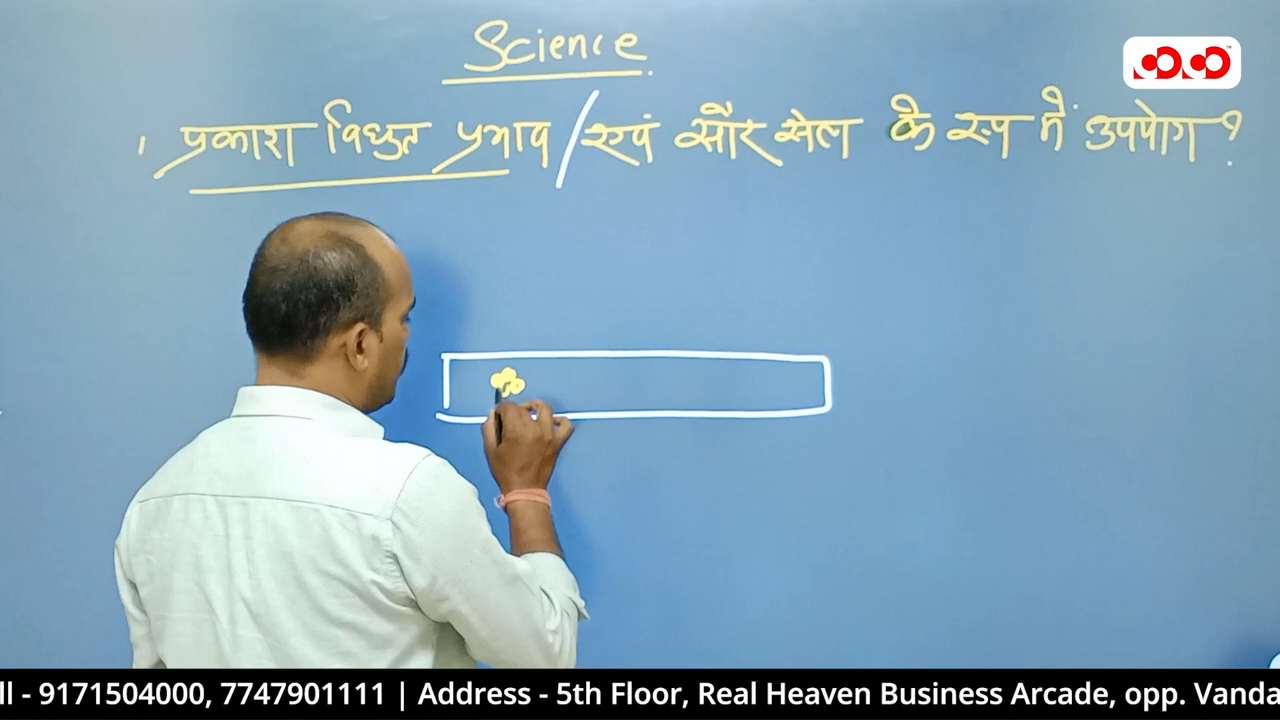 Science
प्रकाश विद्युत प्रभाव / एवं सौर सेल के रूप में उपयोग ?
ll - 9171504000, 7747901111 | Address - 5th Floor, Real Heaven Business Arcade, opp. Vanda